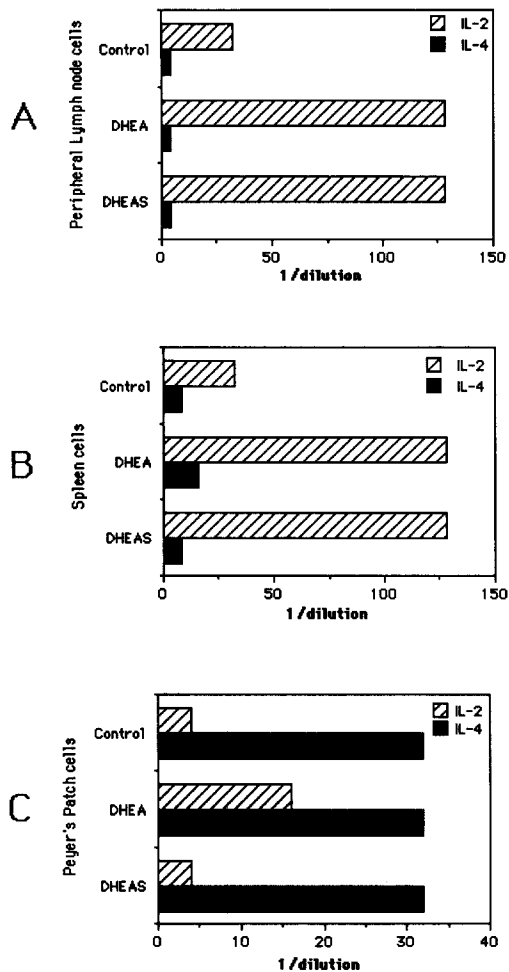 A
Peripheral Lymph node cells
IL-2
IL-4
Control
DHEA
DHEAS
0 50 100 150
1/dilution
B
Spleen cells
IL-2
IL-4
Control
DHEA
DHEAS
0 50 100 150
1/dilution
C
Peyer's Patch cells
IL-2
IL-4
Control
DHEA
DHEAS
0 10 20 30 40
1/dilution